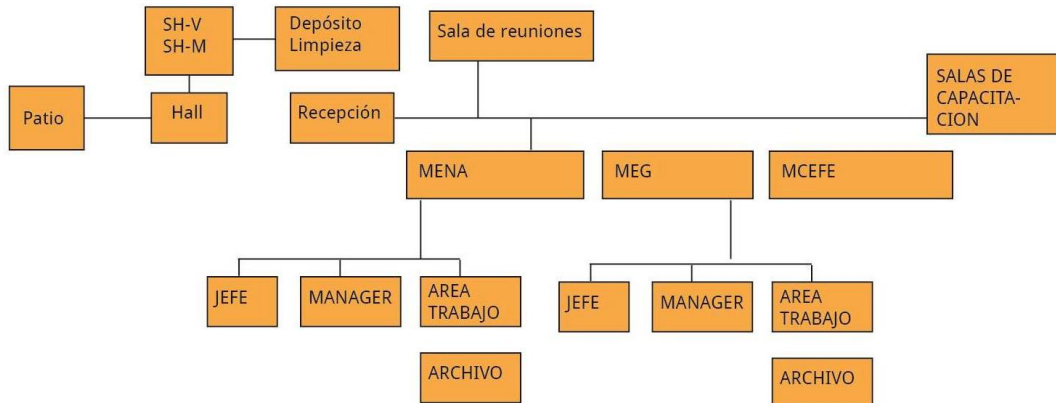 SH-V
SH-M
Depósito
Limpieza
Sala de reuniones
SALAS DE
CAPACITA-
CION
Patio
Hall
Recepción
MENA
MEG
MCEFE
JEFE
MANAGER
AREA
TRABAJO
JEFE
MANAGER
AREA
TRABAJO
ARCHIVO
ARCHIVO